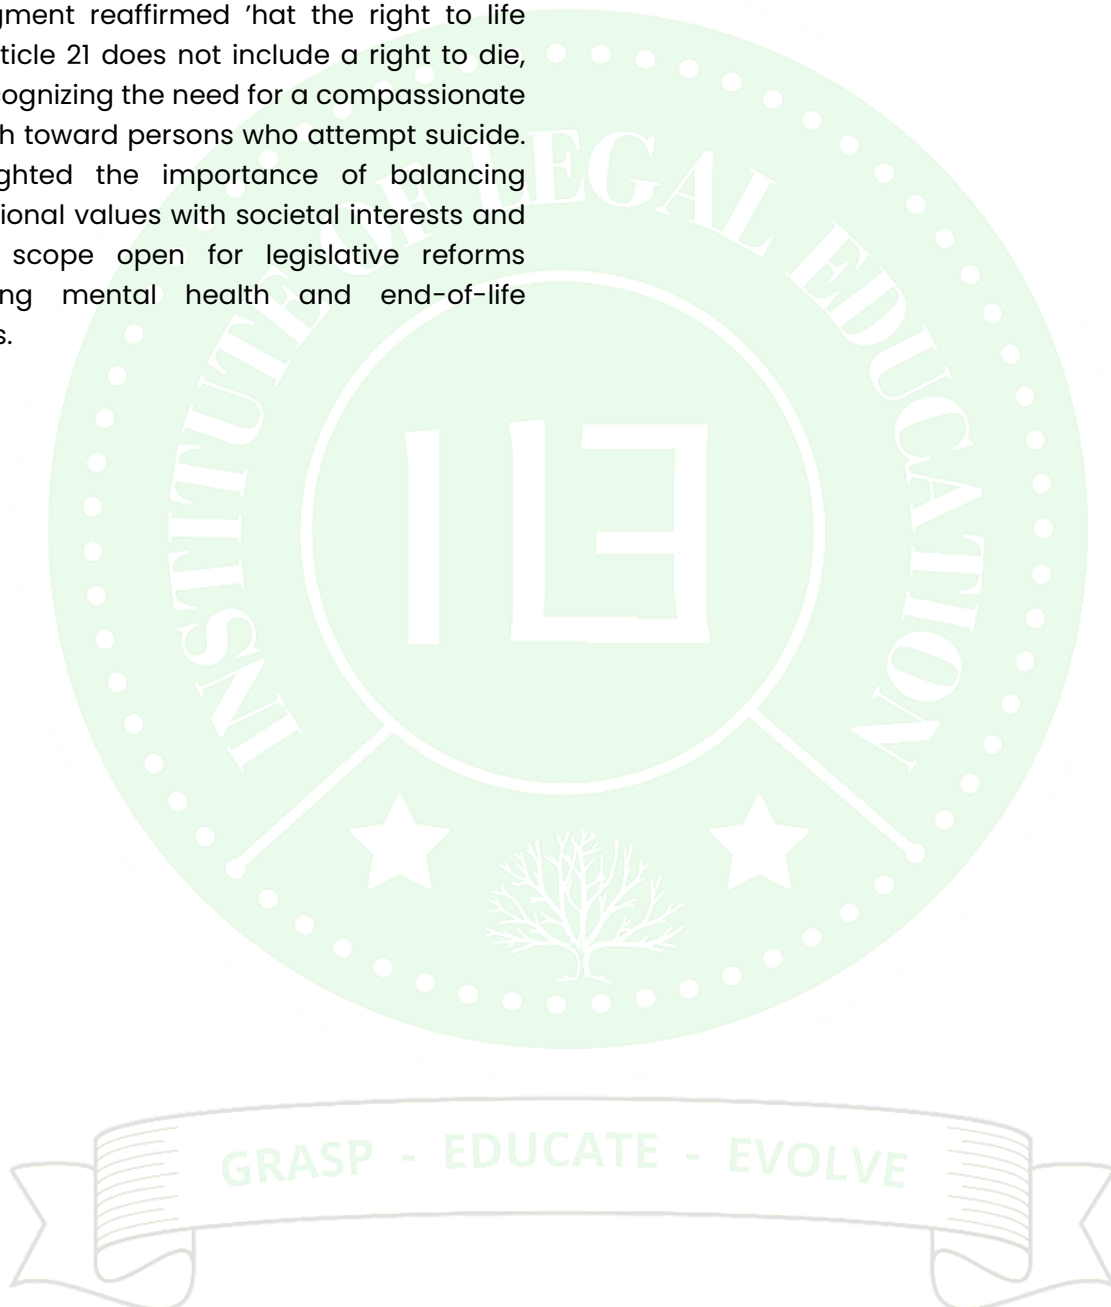 gment reaffirmed ’hat the right to life
ticle 21 does not include a right to die,
cognizing the need for a compassionate
h toward persons who attempt suicide.
ghted the importance of balancing
ional values with societal interests and
scope open for legislative reforms
ng mental health and end-of-life
s.
INSTITUTE OF LEGAL EDUCATION
ILE
GRASP - EDUCATE - EVOLVE